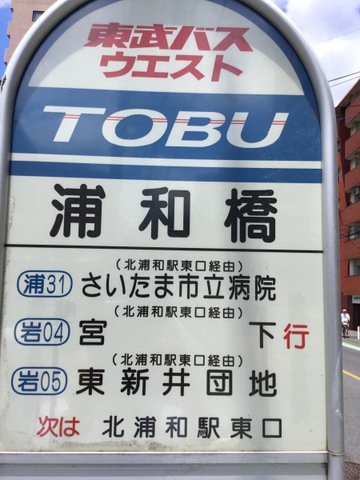 東武バス
ウエスト
TOBU
浦和橋
(北浦和駅東口経由)
浦31 さいたま市立病院
(北浦和駅東口経由)
岩04 宮下行
(北浦和駅東口経由)
岩05 東新井団地
次は 北浦和駅東口